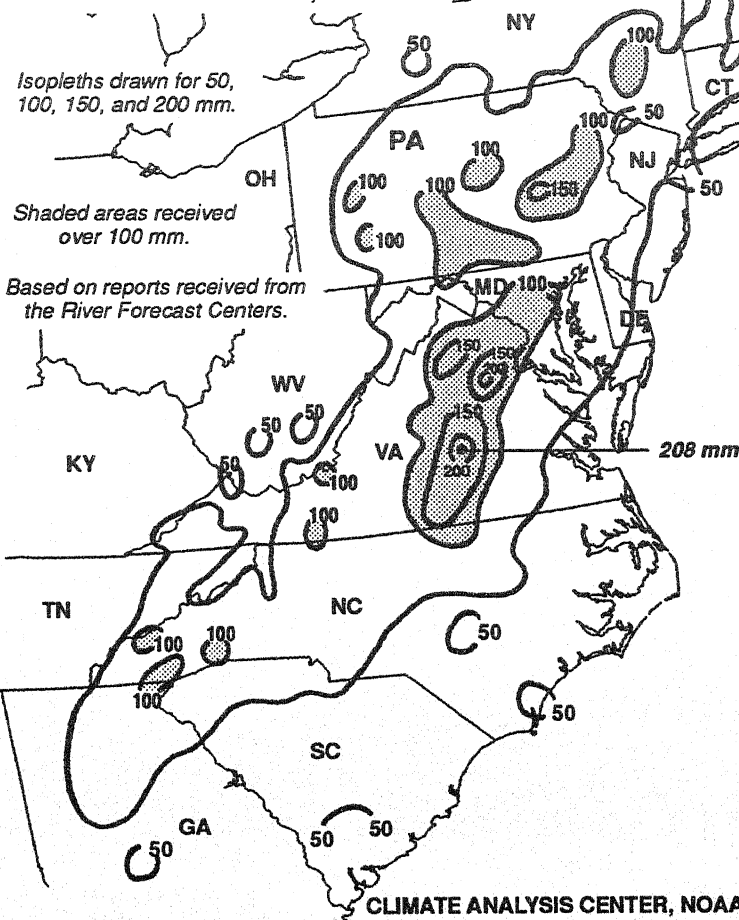 NY
50
100
Isopleths drawn for 50,
100, 150, and 200 mm.
CT
50
100
PA
NJ
100
OH
100
100
150
50
Shaded areas received
over 100 mm.
100
Based on reports received from
the River Forecast Centers.
MD
100
DE
150
150
200
WV
50
50
150
KY
VA
208 mm
50
100
200
100
TN
NC
100
100
50
100
50
SC
GA
50
50
50
CLIMATE ANALYSIS CENTER, NOAA